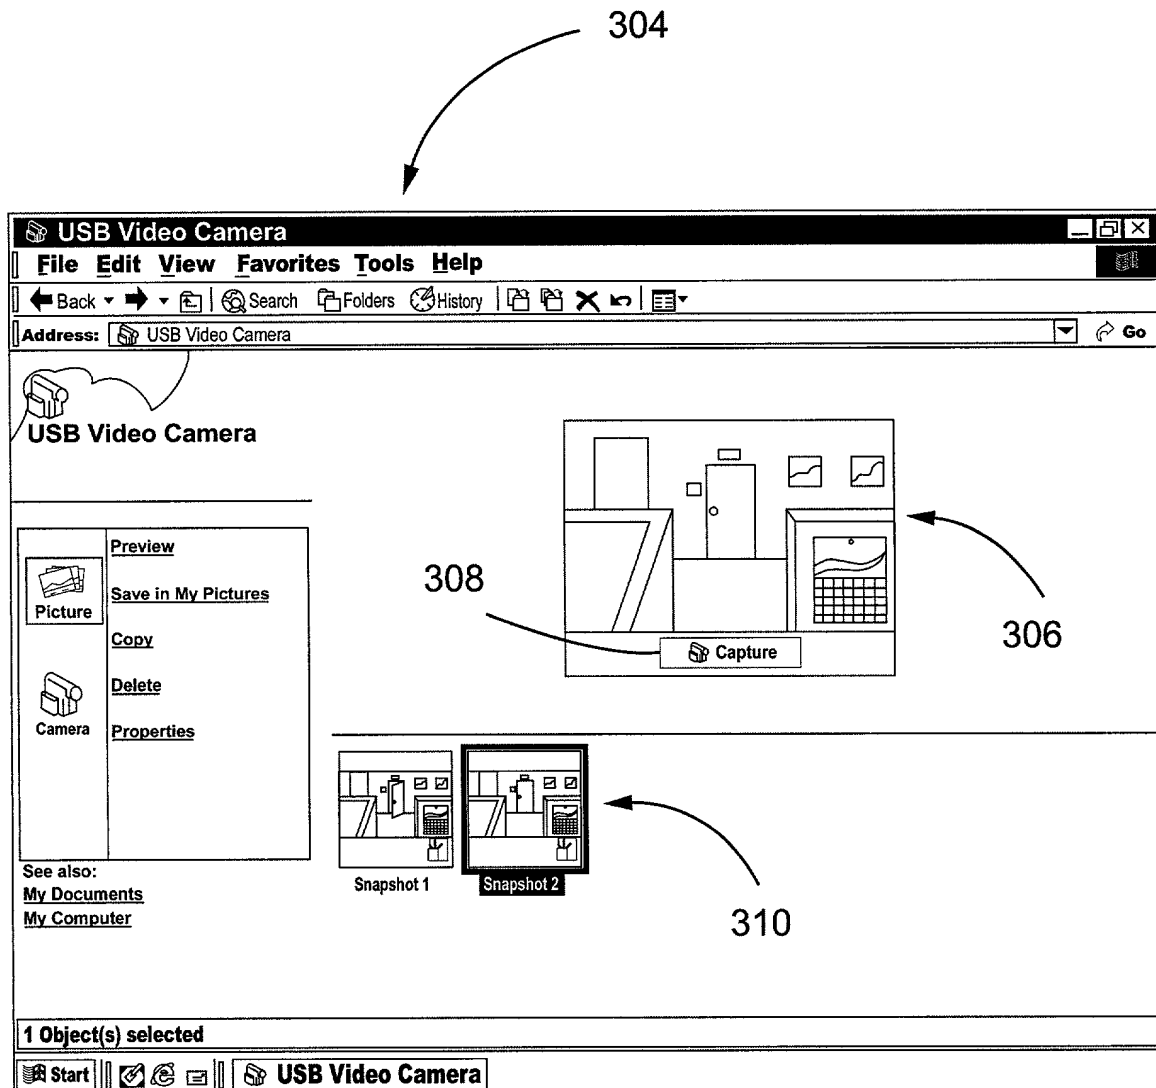 304
USB Video Camera
File Edit View Favorites Tools Help
Back Search Folders History
Address: USB Video Camera Go
USB Video Camera
Preview
Save in My Pictures
Copy
Delete
Properties
Picture
Camera
308
Capture
306
See also:
My Documents
My Computer
Snapshot 1 Snapshot 2
310
1 Object(s) selected
Start USB Video Camera